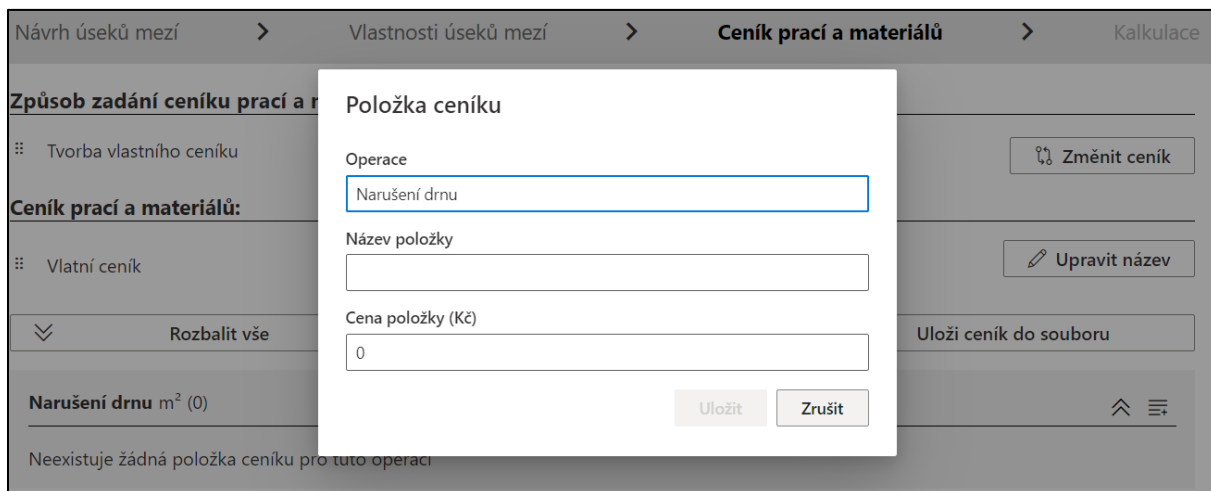 Návrh úseků mezí
Vlastnosti úseků mezí
Ceník prací a materiálů
Kalkulace
Způsob zadání ceníku prací a
Tvorba vlastního ceníku
Změnit ceník
Ceník prací a materiálů:
Vlatní ceník
Upravit název
Rozbalit vše
Uloži ceník do souboru
Narušení drnu m² (0)
Neexistuje žádná položka ceníku pro tuto operaci
Položka ceníku
Operace
Narušení drnu
Název položky
Cena položky (Kč)
0
Uložit
Zrušit